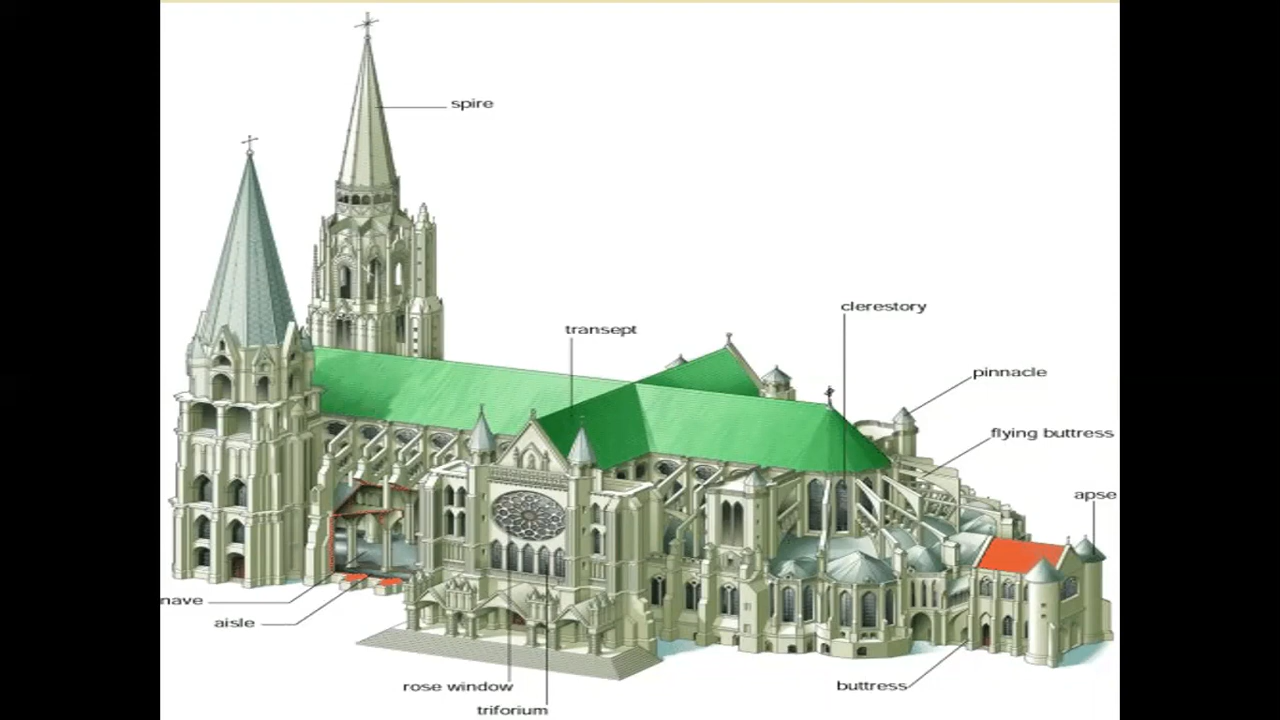 spire
clerestory
transept
pinnacle
flying buttress
apse
nave
aisle
rose window
buttress
triforium